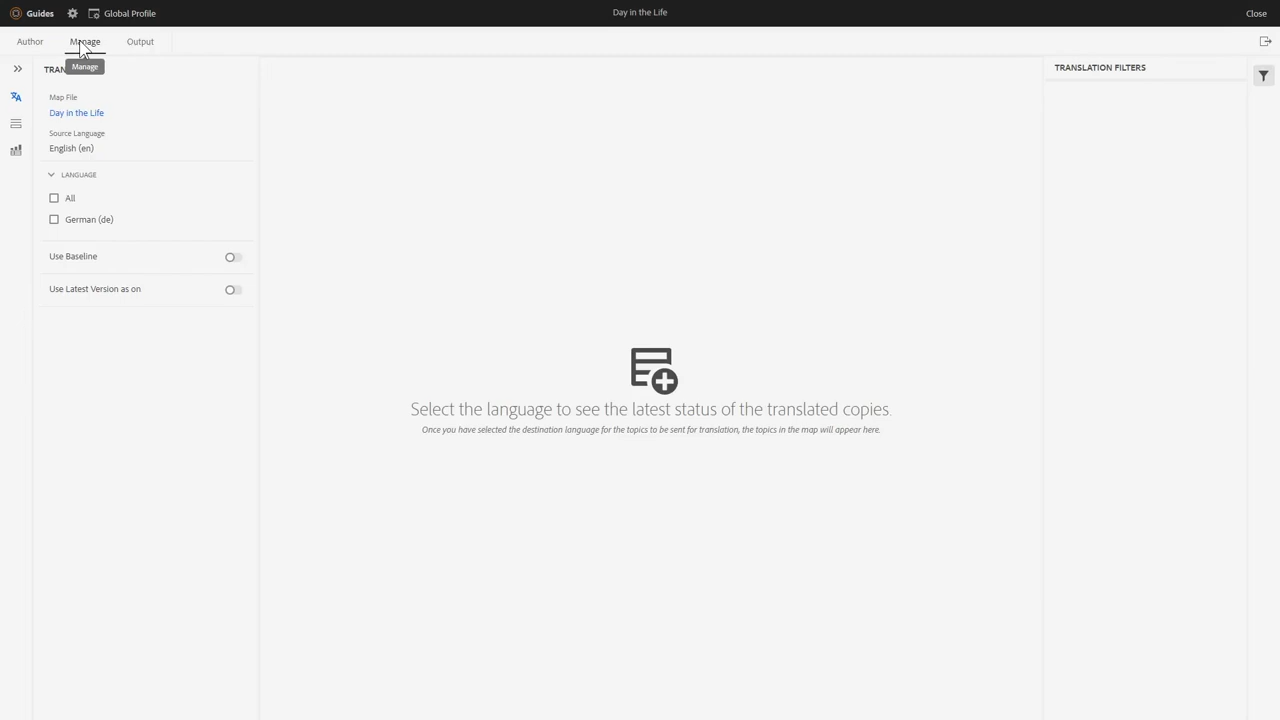 Guides
Global Profile
Day in the Life
Close
Author
Manage
Output
Manage
Map File
Day in the Life
Source Language
English (en)
LANGUAGE
All
German (de)
Use Baseline
Use Latest Version as on
Select the language to see the latest status of the translated copies.
Once you have selected the destination language for the topics to be sent for translation, the topics in the map will appear here.
TRANSLATION FILTERS